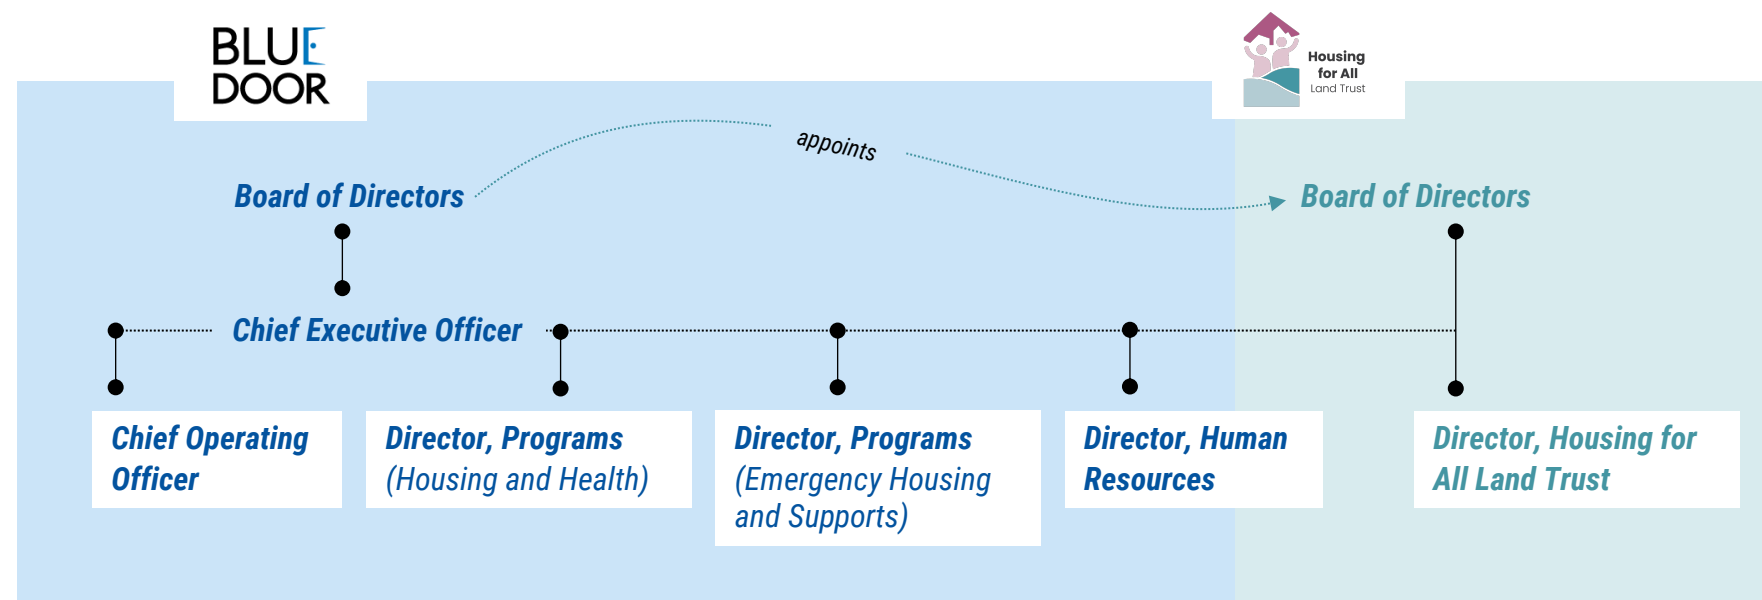 BLUE
DOOR
Housing
for All
Land Trust
appoints
Board of Directors
Board of Directors
Chief Executive Officer
Chief Operating
Officer
Director, Programs
(Housing and Health)
Director, Programs
(Emergency Housing
and Supports)
Director, Human
Resources
Director, Housing for
All Land Trust